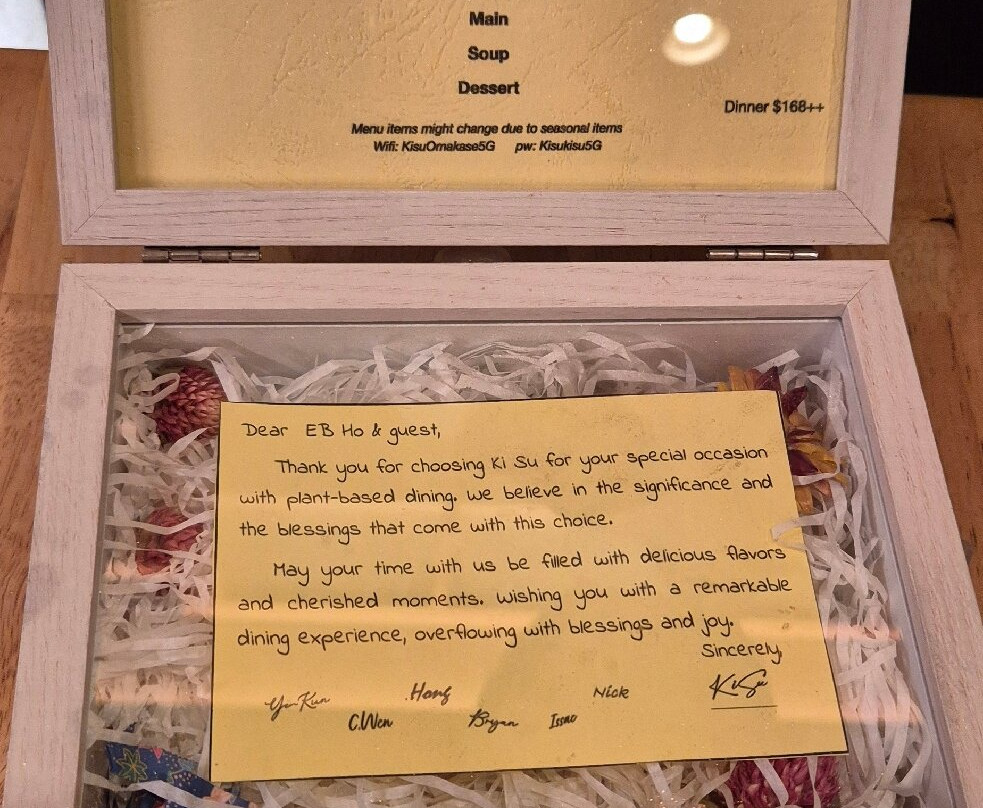 Main
Soup
Dessert
Dinner $168++
Menu items might change due to seasonal items
Wifi: KisuOmakase5G pw: Kisukisu5G
Dear EB Ho & guest,
Thank you for choosing Ki Su for your special occasion
with plant-based dining. we believe in the significance and
the blessings that come with this choice.
May your time with us be filled with delicious flavors
and cherished moments. wishing you with a remarkable
dining experience, overflowing with blessings and joy.
Sincerely,
Hong
Nick
KiSu
C.Wen
Bryan